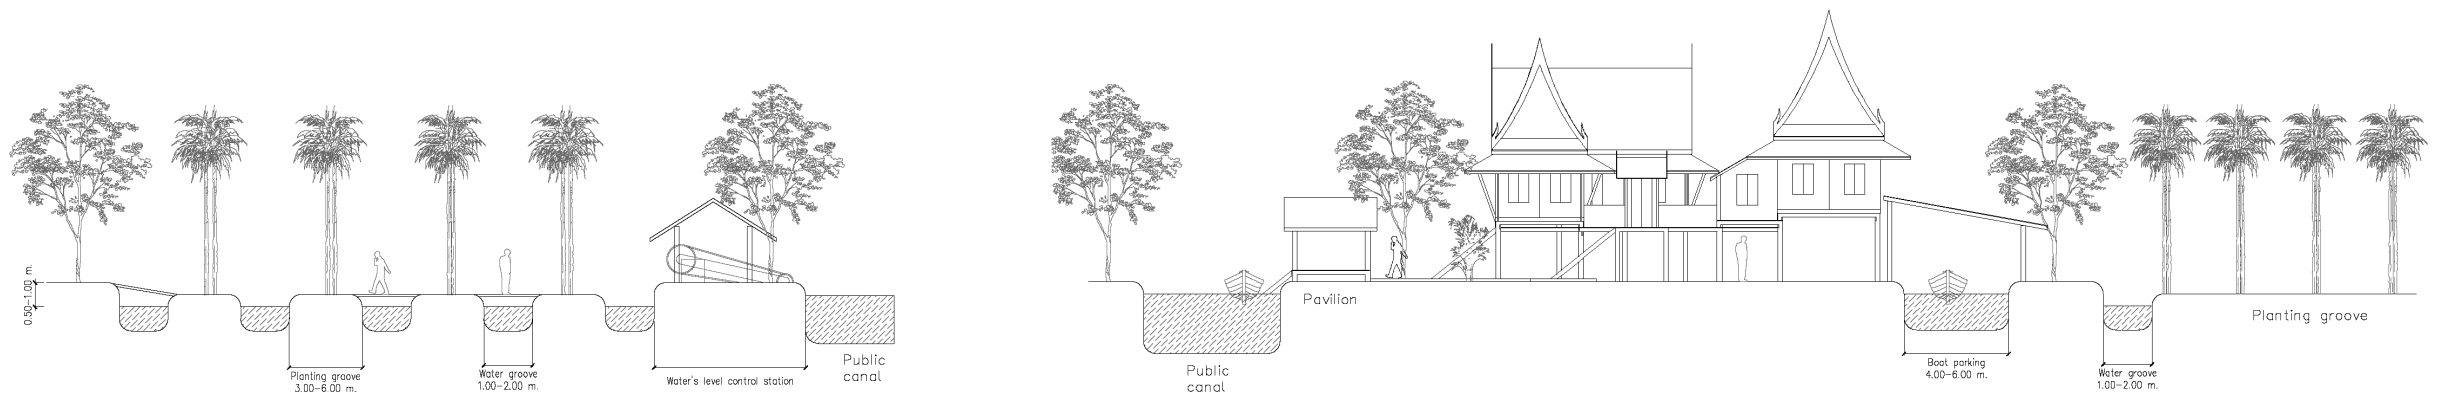 0.50-1.00 m.
Planting groove
3.00-6.00 m.
Water groove
1.00-2.00 m.
Water's level control station
Public
canal
Public
canal
Pavilion
Boat parking
4.00-6.00 m.
Water groove
1.00-2.00 m.
Planting groove